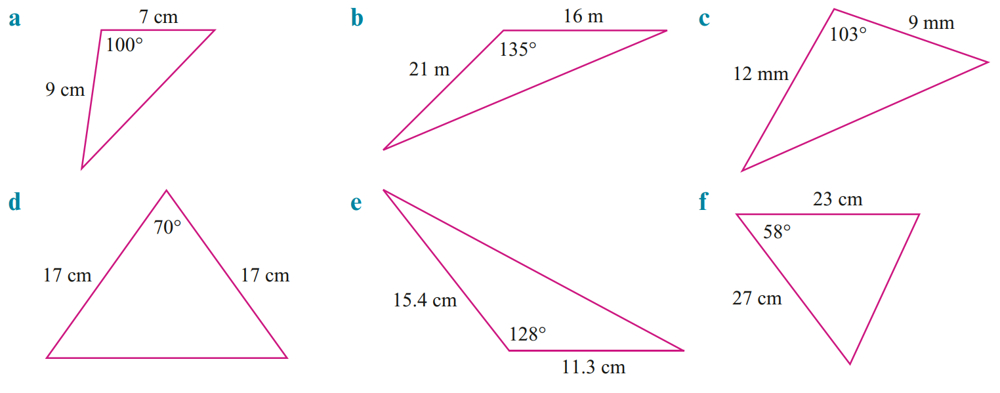 a
7 cm
100°
9 cm
b
16 m
135°
21 m
c
9 mm
103°
12 mm
d
70°
17 cm
17 cm
e
15.4 cm
128°
11.3 cm
f
23 cm
58°
27 cm